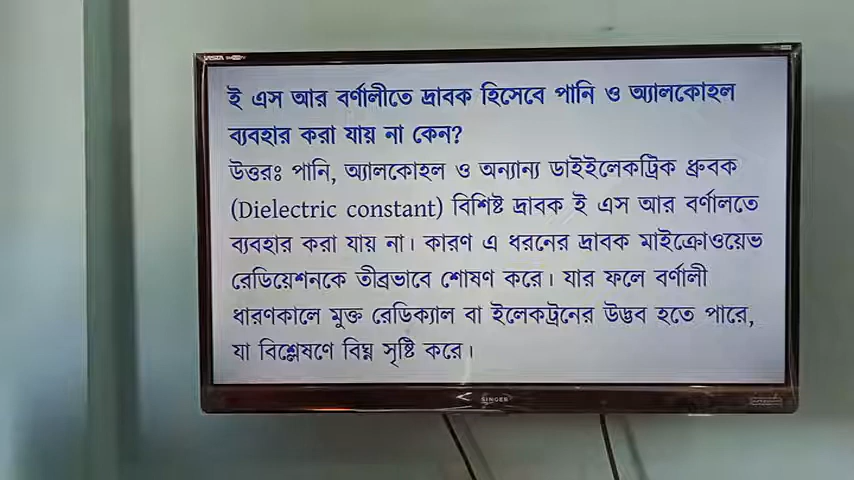 ই এস আর বর্ণালীতে দ্রাবক হিসেবে পানি ও অ্যালকোহল
ব্যবহার করা যায় না কেন?
উওরঃ পানি, অ্যালকোহল ও অন্যান্য ডাইইলেকট্রিক ধ্রুবক
(Dielectric constant) বিশিষ্ট দ্রাবক ই এস আর বর্ণালতে
ব্যবহার করা যায় না। কারণ এ ধরনের দ্রাবক মাইক্রোওয়েভ
রেডিয়েশনকে তীব্রভাবে শোষণ করে। যার ফলে বর্ণালী
ধারণকালে মুক্ত রেডিক্যাল বা ইলেকট্রনের উদ্ভব হতে পারে,
যা বিশ্লেষণে বিঘ্ন সৃষ্টি করে।
SINGER